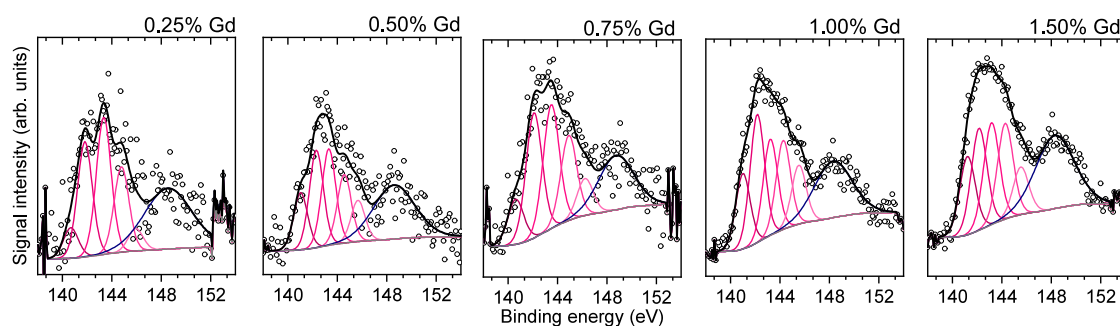 0.25% Gd
0.50% Gd
0.75% Gd
1.00% Gd
1.50% Gd
Signal intensity (arb. units)
140 144 148 152
140 144 148 152
140 144 148 152
140 144 148 152
140 144 148 152
Binding energy (eV)